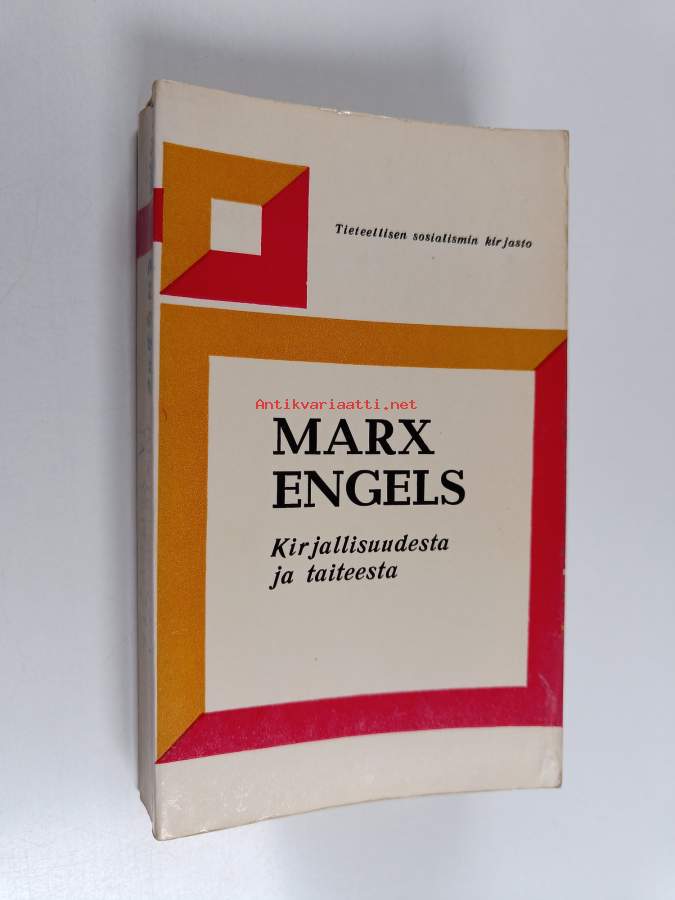 Tieteellisen sosialismin kirjasto
Antikvariaatti.net
MARX
ENGELS
Kirjallisuudesta
ja taiteesta